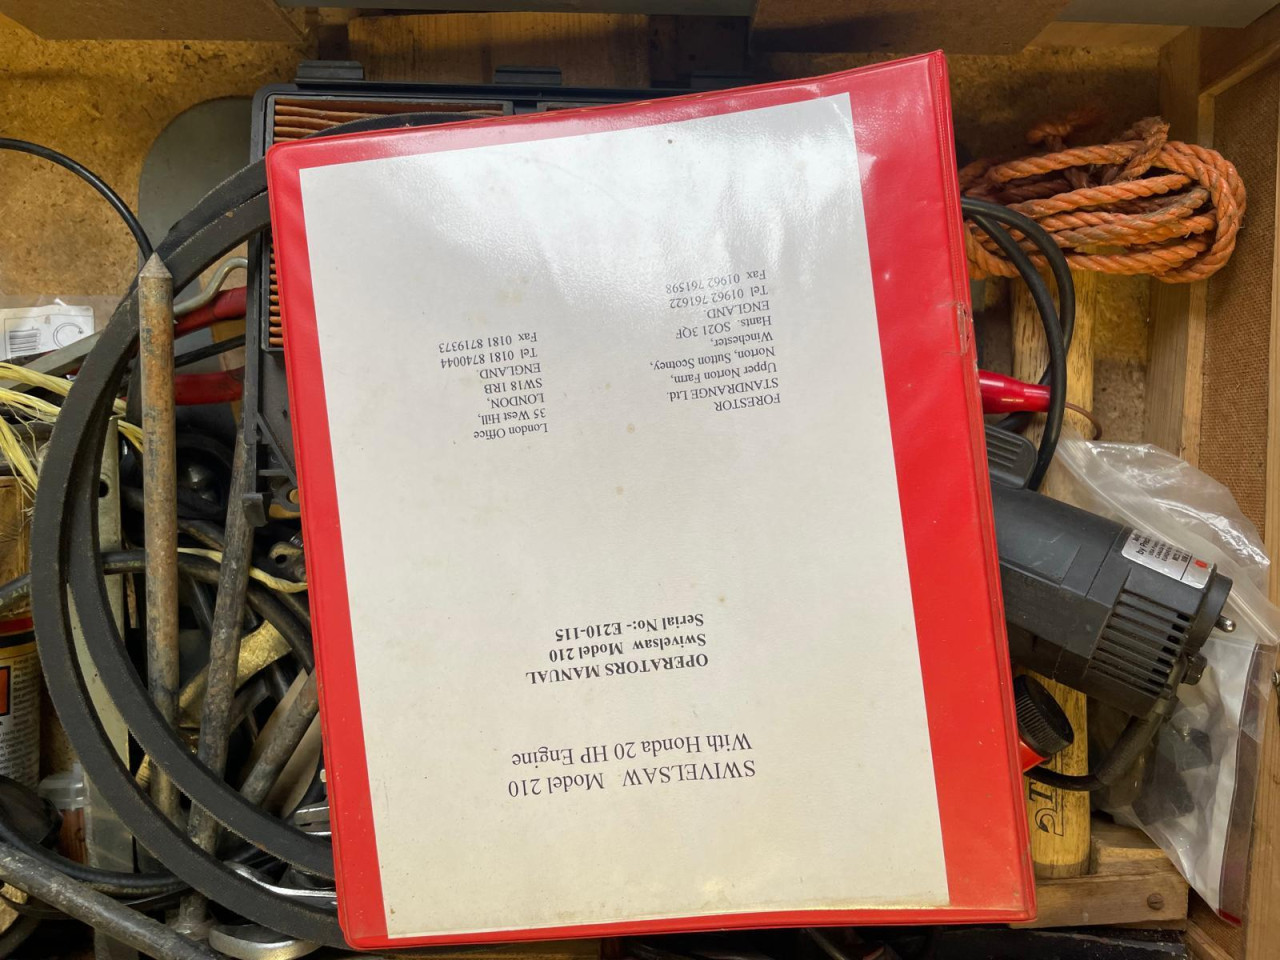 SWIVELSAW Model 210
With Honda 20 HP Engine
OPERATORS MANUAL
Swivelsaw Model 210
Serial No:- E210-115
FORESTOR
STANDRANGE Ltd.
Upper Norton Farm,
Norton, Sutton Scotney,
Winchester,
Hants. SO21 3QF
ENGLAND
Tel 01962 761622
Fax 01962 761598
London Office
35 West Hill,
LONDON,
SW18 1RB
ENGLAND.
Tel 0181 8740044
Fax 0181 8719373